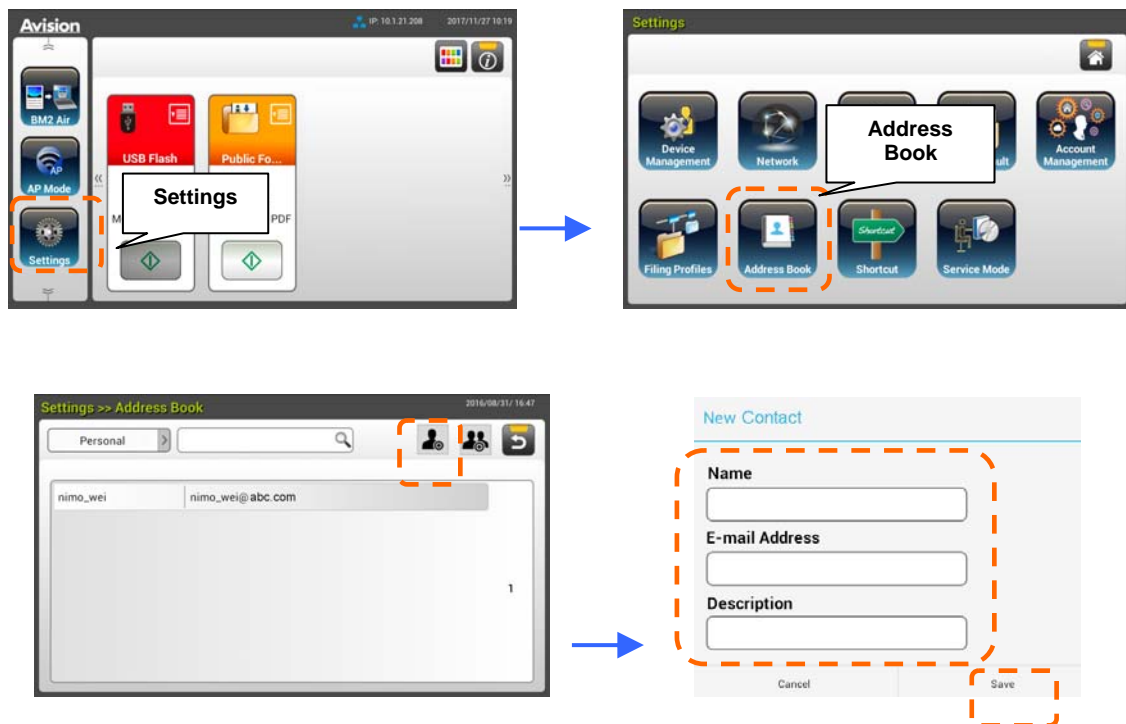 Avision
IP: 10.1.21.208 2017/11/27 10:19
BM2 Air
AP
AP Mode
Settings
USB Flash
Public Fo...
M
PDF
Settings
Settings
Device
Management
Network
ult
Account
Management
Address
Book
Filing Profiles
Address Book
Shortcut
Shortcut
Service Mode
Settings >> Address Book
2016/08/31/ 16:47
Personal
nimo_wei nimo_wei@abc.com
1
New Contact
Name
E-mail Address
Description
Cancel Save